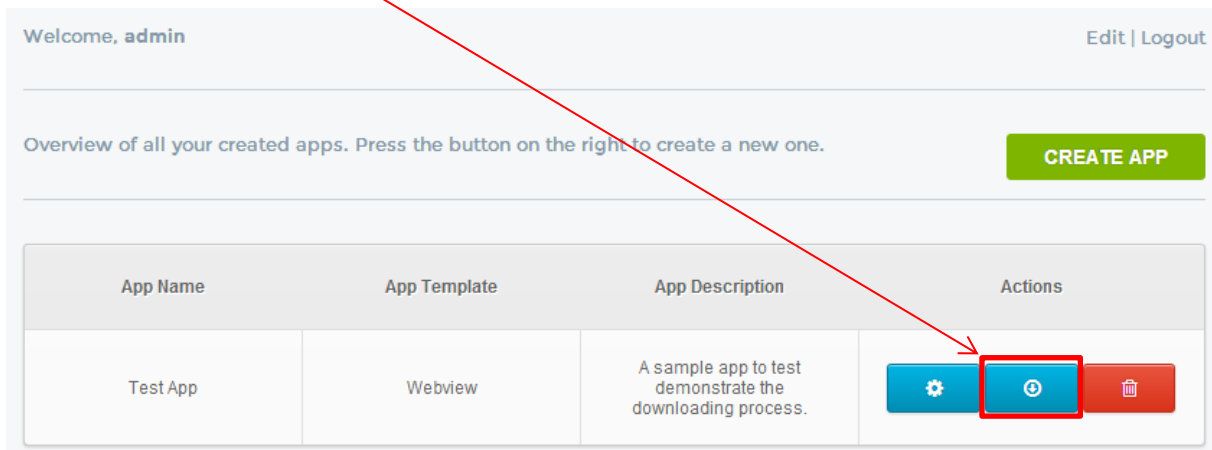 Welcome, admin
Edit | Logout
Overview of all your created apps. Press the button on the right to create a new one.
CREATE APP
App Name
App Template
App Description
Actions
Test App
Webview
A sample app to test
demonstrate the
downloading process.